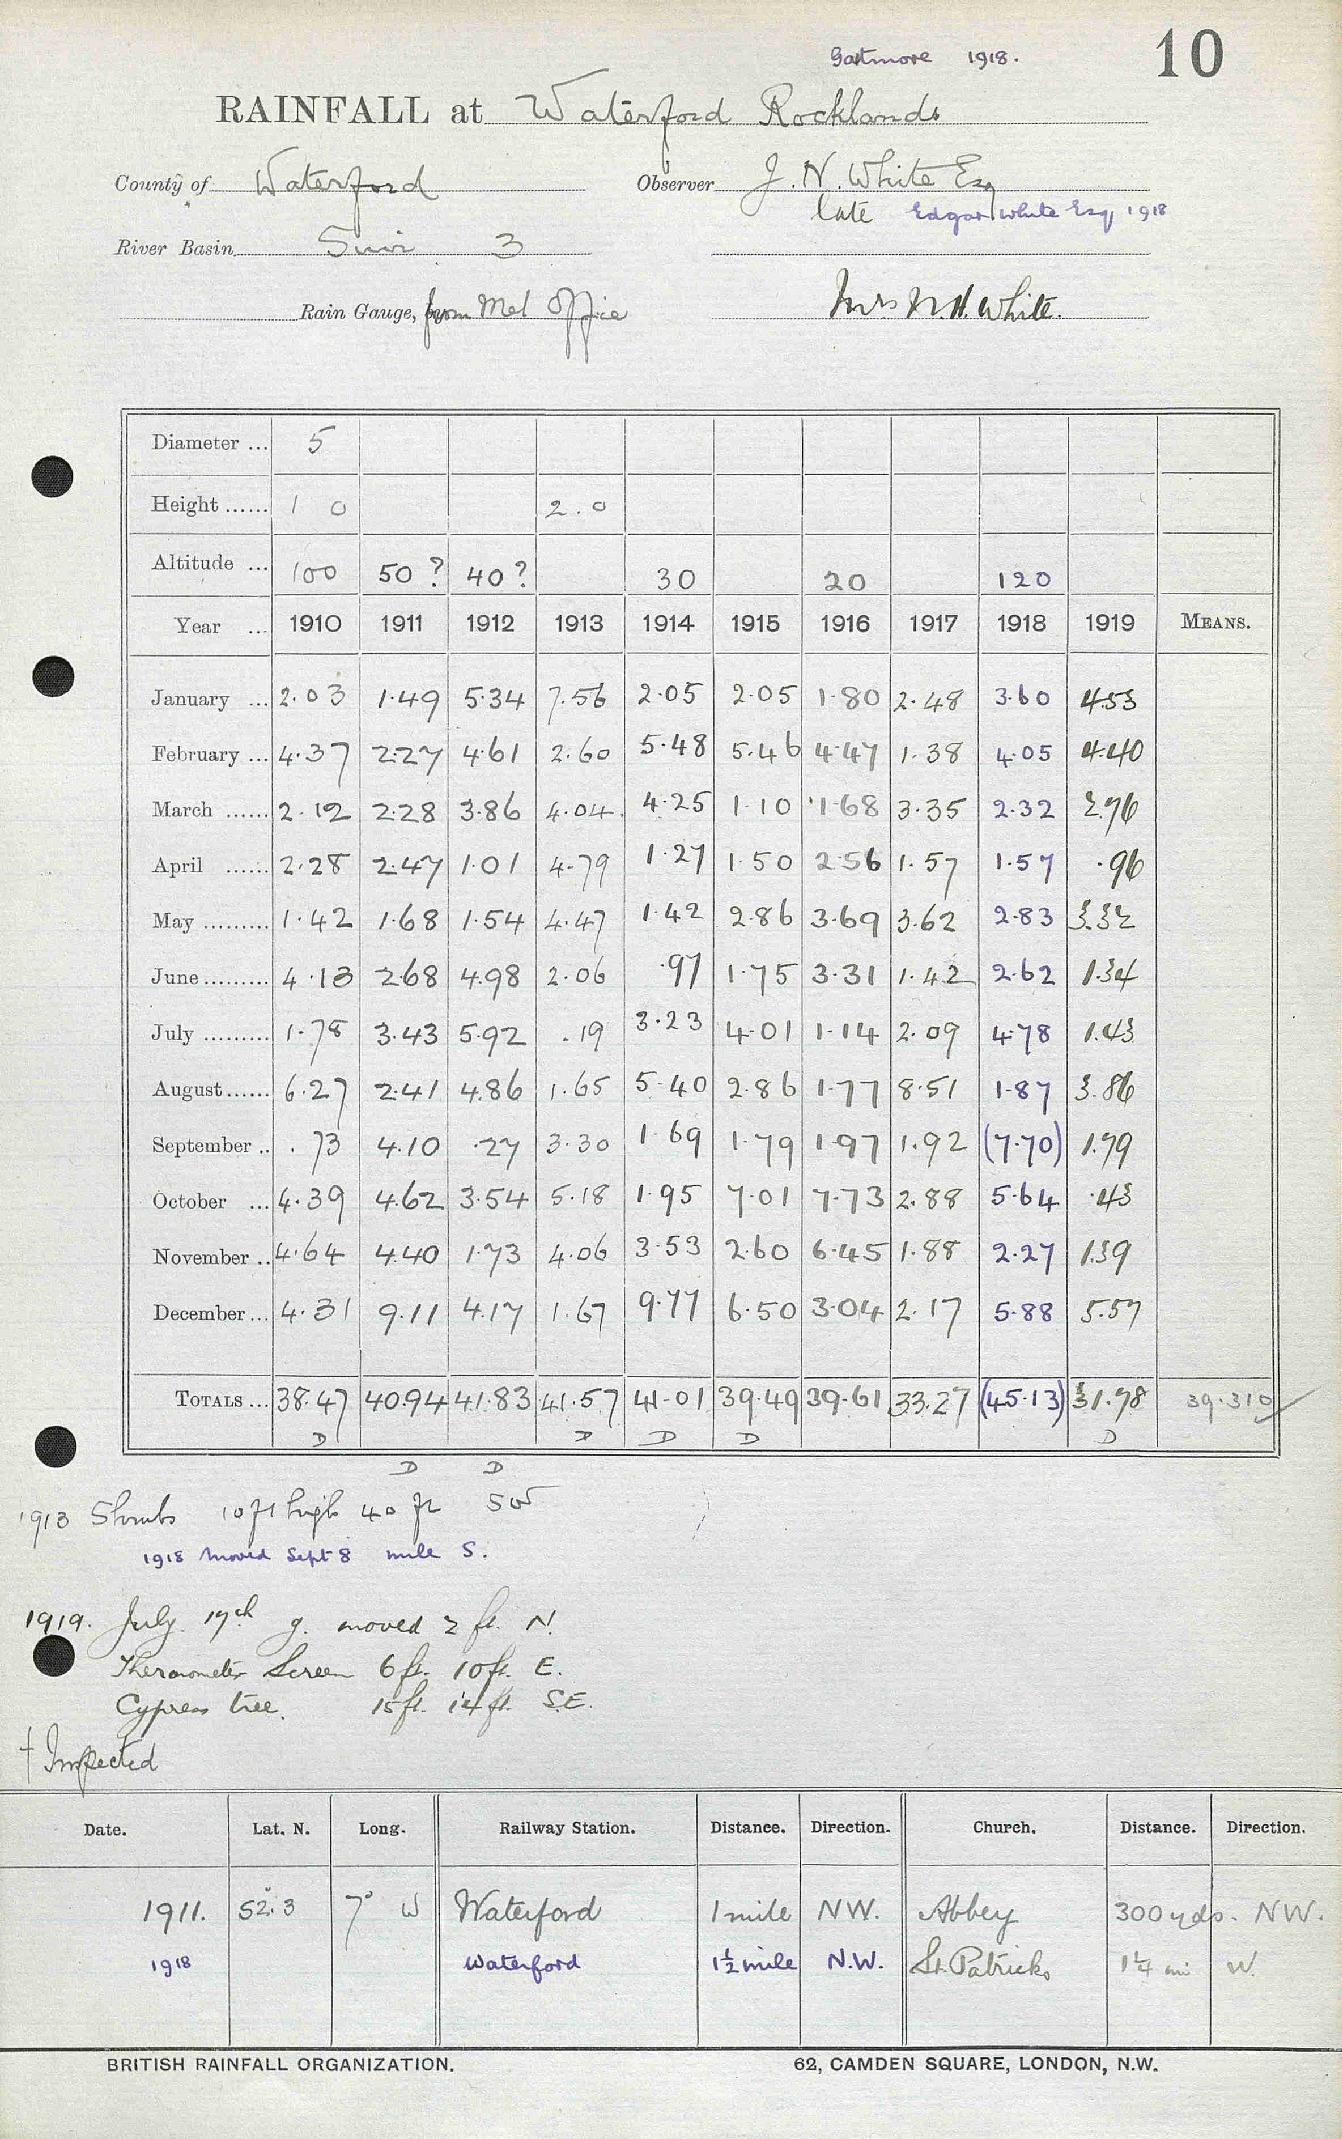 Gortmore 1918.
10
RAINFALL at Waterford Rocklands
County of Waterford Observer J. N. White Esq
late Edgar White Esq 1918
River Basin Suir 3
Rain Gauge, from Met Office Mrs N. H. White.
Diameter ... 5
Height ...... 1 0 2.0
Altitude ... 100 50? 40? 30 20 120
Year ... 1910 1911 1912 1913 1914 1915 1916 1917 1918 1919 MEANS.
January ... 2.03 1.49 5.34 7.56 2.05 2.05 1.80 2.48 3.60 4.53
February ... 4.37 2.27 4.61 2.60 5.48 5.46 4.47 1.38 4.05 4.40
March ...... 2.12 2.28 3.86 4.04 4.25 1.10 1.68 3.35 2.32 2.96
April ...... 2.28 2.47 1.01 4.79 1.27 1.50 2.56 1.57 1.57 .96
May ......... 1.42 1.68 1.54 4.47 1.42 2.86 3.69 3.62 2.83 3.32
June ......... 4.13 2.68 4.98 2.06 .97 1.75 3.31 1.42 2.62 1.34
July ......... 1.78 3.43 5.92 .19 3.23 4.01 1.14 2.09 4.78 1.43
August ...... 6.27 2.41 4.86 1.65 5.40 2.86 1.77 8.51 1.87 3.86
September .. .73 4.10 .27 3.30 1.69 1.79 1.97 1.92 (7.70) 1.79
October ... 4.39 4.62 3.54 5.18 1.95 7.01 7.73 2.88 5.64 .43
November .. 4.64 4.40 1.73 4.06 3.53 2.60 6.45 1.88 2.27 1.39
December ... 4.31 9.11 4.17 1.67 9.77 6.50 3.04 2.17 5.88 5.57
TOTALS ... 38.47 40.94 41.83 41.57 41.01 39.49 39.61 33.27 (45.13) 31.98 39.310
D D D D D
D D
1913 Shrubs 10 ft high 40 ft SW
1918 Moved Sept 8 mile S.
1919. July 17th g. moved 2 ft. N.
Thermometer Screen 6 ft. 10 ft. E.
Cypress tree. 15 ft. 14 ft. S.E.
† Inspected
Date. Lat. N. Long. Railway Station. Distance. Direction. Church. Distance. Direction.
1911. 52°.3 7° W Waterford 1 mile NW. Abbey 300 yds. NW.
1918 Waterford 1½ mile N.W. St. Patricks 1¼ mi W.
BRITISH RAINFALL ORGANIZATION. 62, CAMDEN SQUARE, LONDON, N.W.